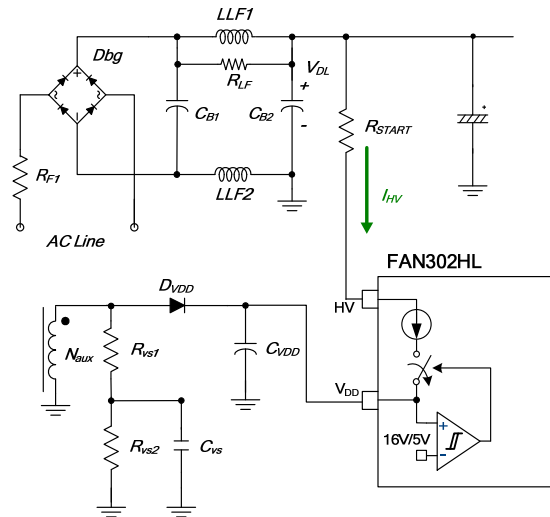 LLF1
Dbg
+
-
~
~
RLF
VDL
+
-
CB1
CB2
RSTART
+
RF1
LLF2
IHV
AC Line
FAN302HL
HV
DVDD
Naux
Rvs1
CVDD
VDD
Rvs2
Cvs
16V/5V
+
-